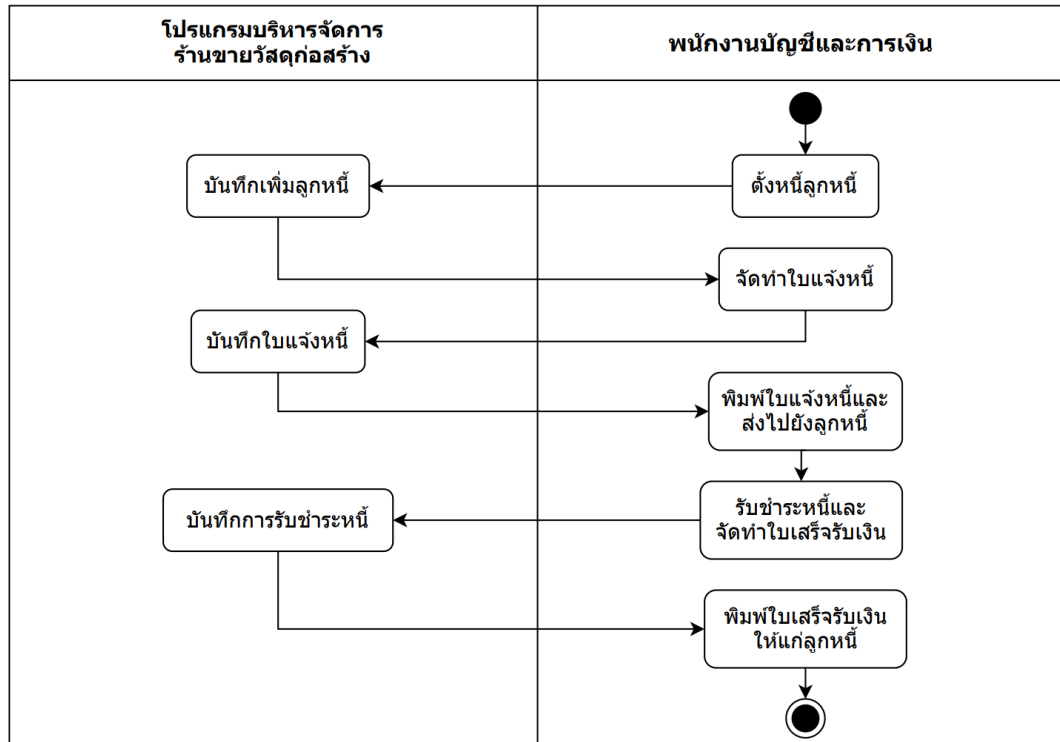 โปรแกรมบริหารจัดการ
ร้านขายวัสดุก่อสร้าง
พนักงานบัญชีและการเงิน
ตั้งหนี้ลูกหนี้
บันทึกเพิ่มลูกหนี้
จัดทำใบแจ้งหนี้
บันทึกใบแจ้งหนี้
พิมพ์ใบแจ้งหนี้และ
ส่งไปยังลูกหนี้
รับชำระหนี้และ
จัดทำใบเสร็จรับเงิน
บันทึกการรับชำระหนี้
พิมพ์ใบเสร็จรับเงิน
ให้แก่ลูกหนี้